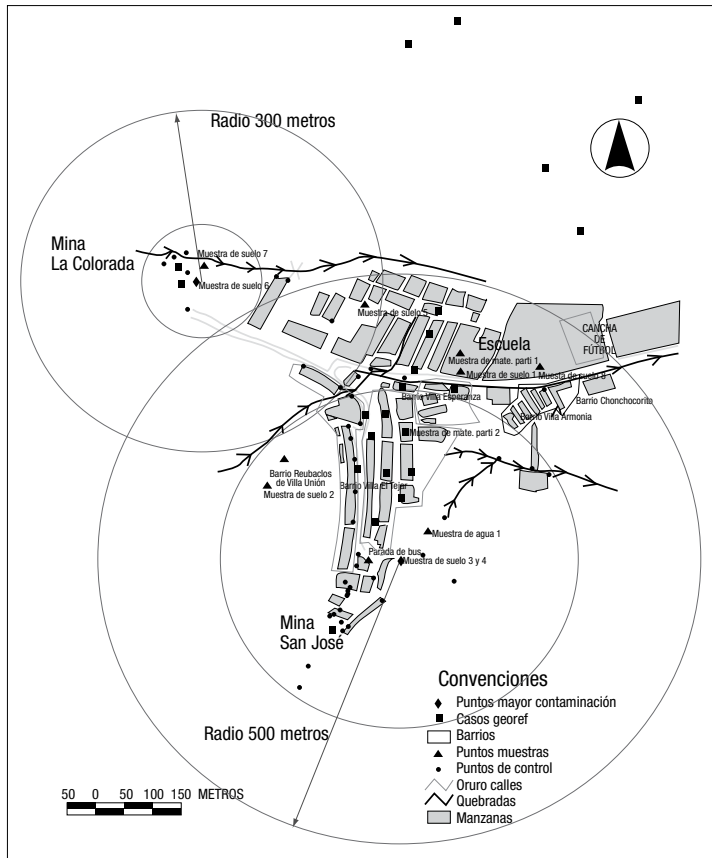 Radio 300 metros
Mina
La Colorada
Muestra de suelo 7
Muestra de suelo 6
Muestra de suelo 5
Escuela
CANCHA
DE
FÚTBOL
Muestra de mate. parti 1
Muestra de suelo 1
Muesta de suelo 8
Barrio Villa Esperanza
Barrio Chonchocorito
Barrio Villa Armonia
Muestra de mate. parti 2
Barrio Reubaclos
de Villa Unión
Muestra de suelo 2
Barrio Villa El Tejar
Muestra de agua 1
Parada de bus
Muestra de suelo 3 y 4
Mina
San José
Radio 500 metros
Convenciones
Puntos mayor contaminación
Casos georef
Barrios
Puntos muestras
Puntos de control
Oruro calles
Quebradas
Manzanas
50 0 50 100 150 METROS